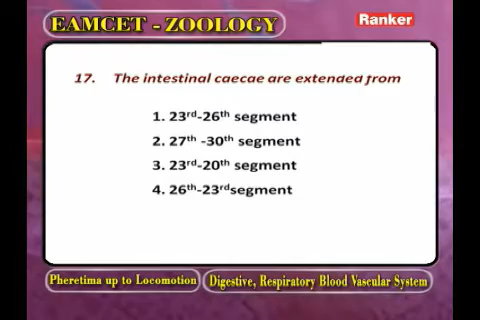 EAMCET - ZOOLOGY
Ranker
17. The intestinal caecae are extended from
1. 23rd-26th segment
2. 27th -30th segment
3. 23rd-20th segment
4. 26th-23rdsegment
Pheretima up to Locomotion
Digestive, Respiratory Blood Vascular System